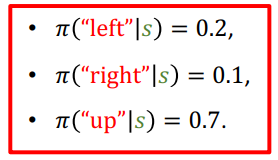 • π(“left”|s) = 0.2,
• π(“right”|s) = 0.1,
• π(“up”|s) = 0.7.